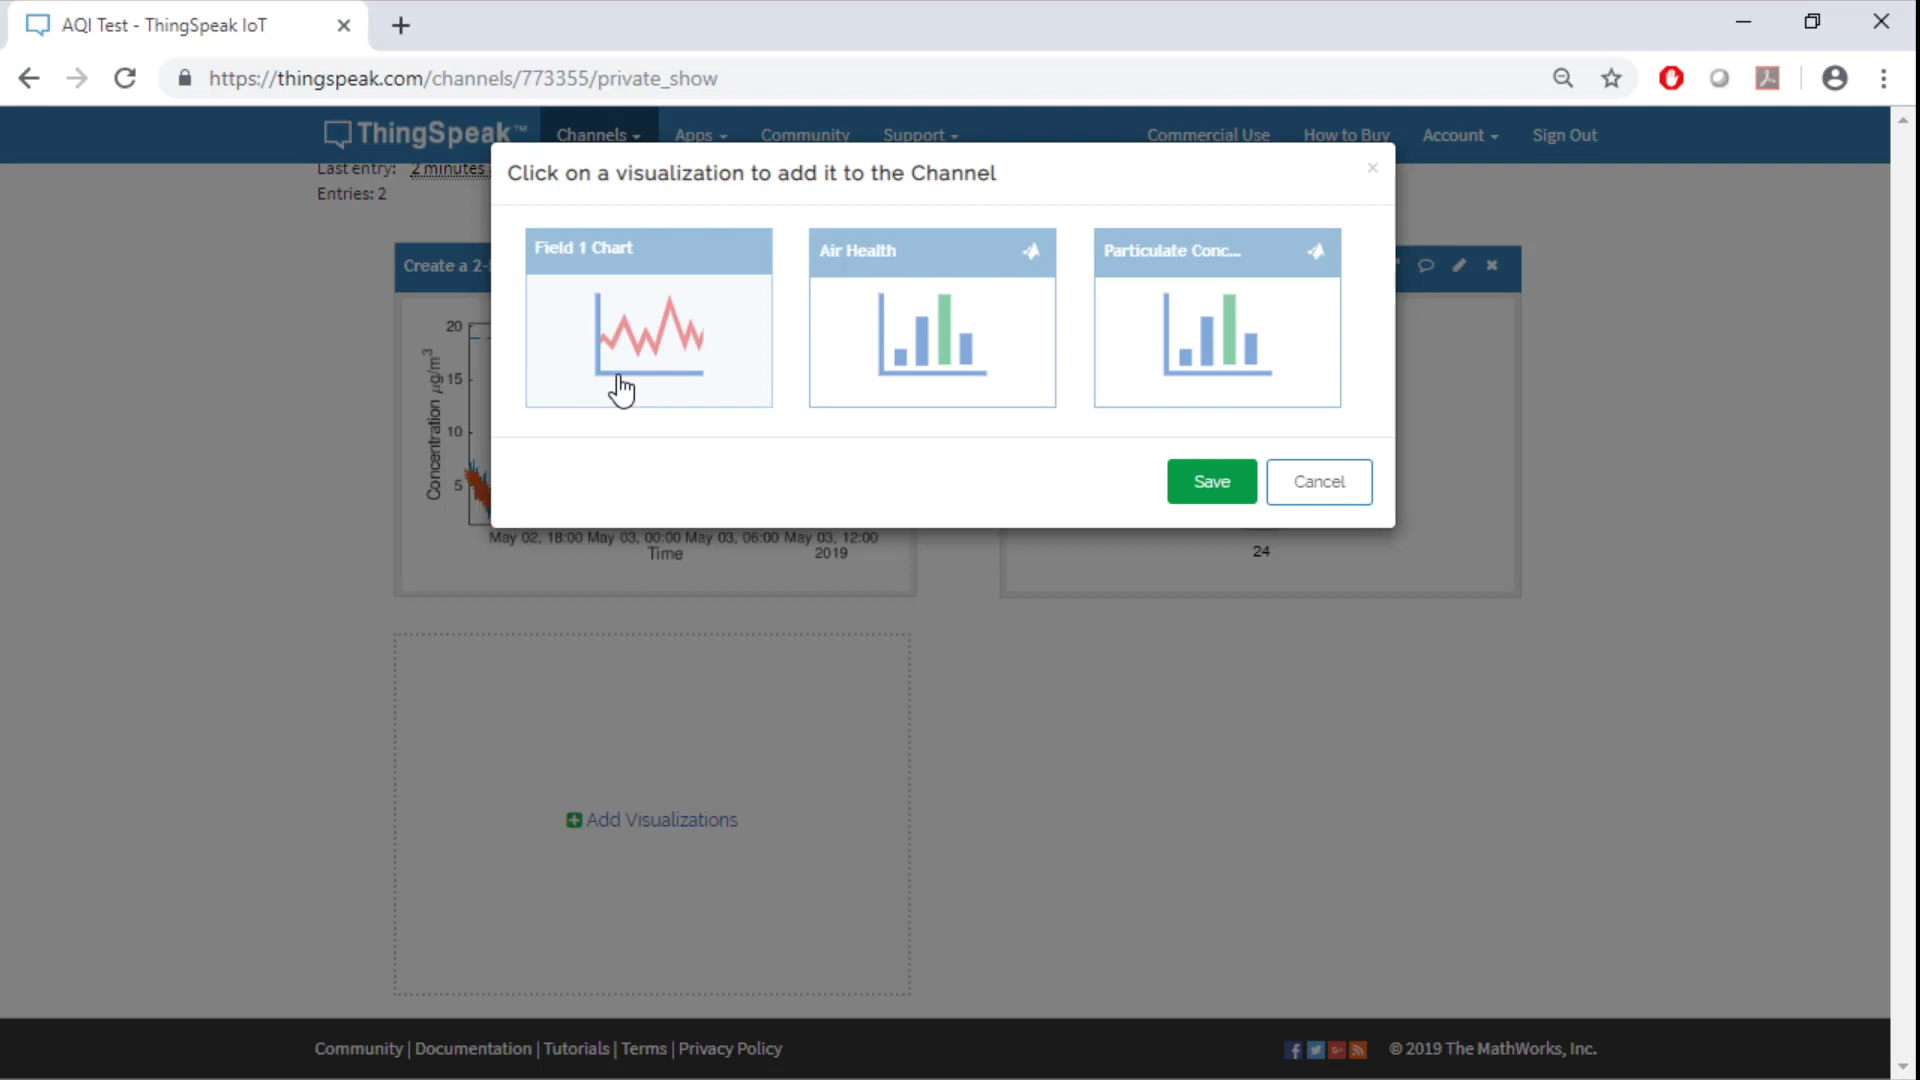 AQI Test - ThingSpeak IoT
https://thingspeak.com/channels/773355/private_show
ThingSpeak™ Channels Apps Community Support Commercial Use How to Buy Account Sign Out
Last entry: 2 minutes
Entries: 2
Click on a visualization to add it to the Channel
×
Field 1 Chart
Air Health
Particulate Conc...
Save Cancel
Create a 2-
20
15
10
5
Concentration μg/m3
May 02, 18:00 May 03, 00:00 May 03, 06:00 May 03, 12:00
Time 2019
24
Add Visualizations
Community | Documentation | Tutorials | Terms | Privacy Policy
© 2019 The MathWorks, Inc.